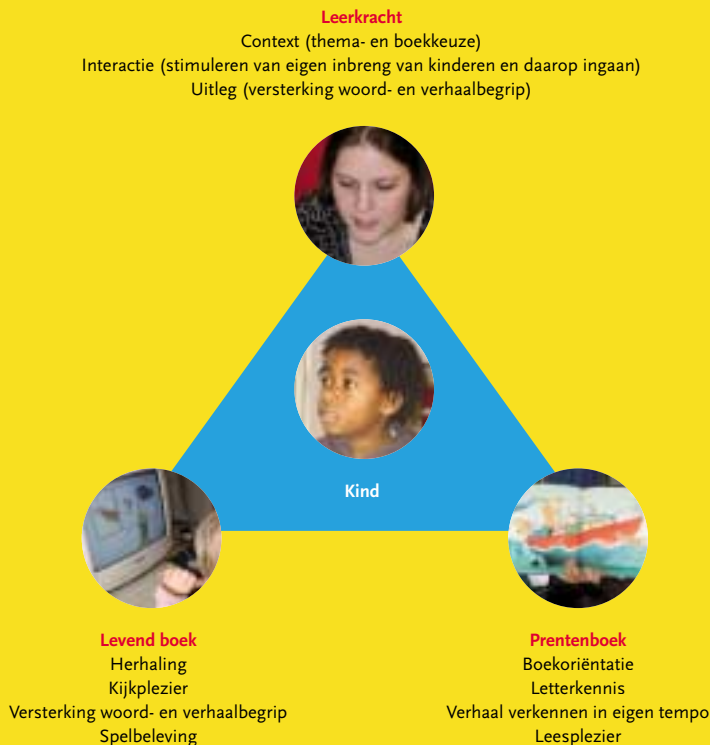 Leerkracht
Context (thema- en boekkeuze)
Interactie (stimuleren van eigen inbreng van kinderen en daarop ingaan)
Uitleg (versterking woord- en verhaalbegrip)
Kind
Levend boek
Herhaling
Kijkplezier
Versterking woord- en verhaalbegrip
Spelbeleving
Prentenboek
Boekoriëntatie
Letterkennis
Verhaal verkennen in eigen tempo
Leesplezier